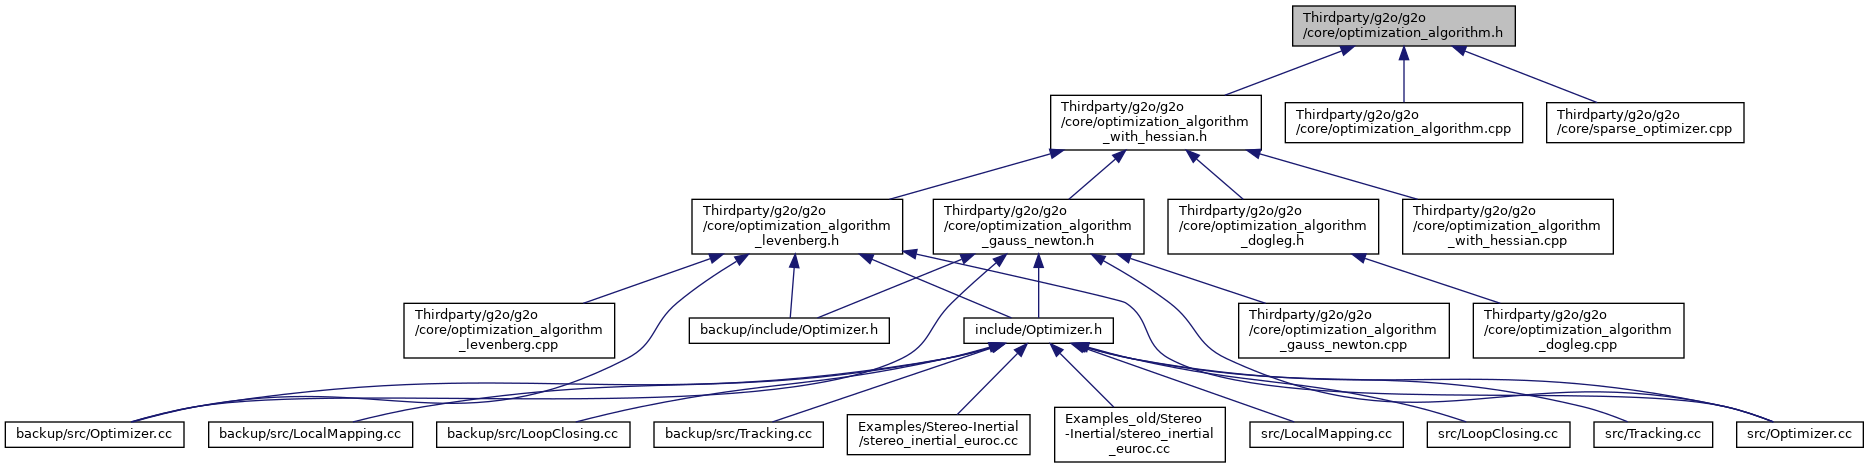 Thirdparty/g2o/g2o
/core/optimization_algorithm.h
Thirdparty/g2o/g2o
/core/optimization_algorithm
_with_hessian.h
Thirdparty/g2o/g2o
/core/optimization_algorithm.cpp
Thirdparty/g2o/g2o
/core/sparse_optimizer.cpp
Thirdparty/g2o/g2o
/core/optimization_algorithm
_levenberg.h
Thirdparty/g2o/g2o
/core/optimization_algorithm
_gauss_newton.h
Thirdparty/g2o/g2o
/core/optimization_algorithm
_dogleg.h
Thirdparty/g2o/g2o
/core/optimization_algorithm
_with_hessian.cpp
Thirdparty/g2o/g2o
/core/optimization_algorithm
_levenberg.cpp
backup/include/Optimizer.h
include/Optimizer.h
Thirdparty/g2o/g2o
/core/optimization_algorithm
_gauss_newton.cpp
Thirdparty/g2o/g2o
/core/optimization_algorithm
_dogleg.cpp
backup/src/Optimizer.cc
backup/src/LocalMapping.cc
backup/src/LoopClosing.cc
backup/src/Tracking.cc
Examples/Stereo-Inertial
/stereo_inertial_euroc.cc
Examples_old/Stereo
-Inertial/stereo_inertial
_euroc.cc
src/LocalMapping.cc
src/LoopClosing.cc
src/Tracking.cc
src/Optimizer.cc